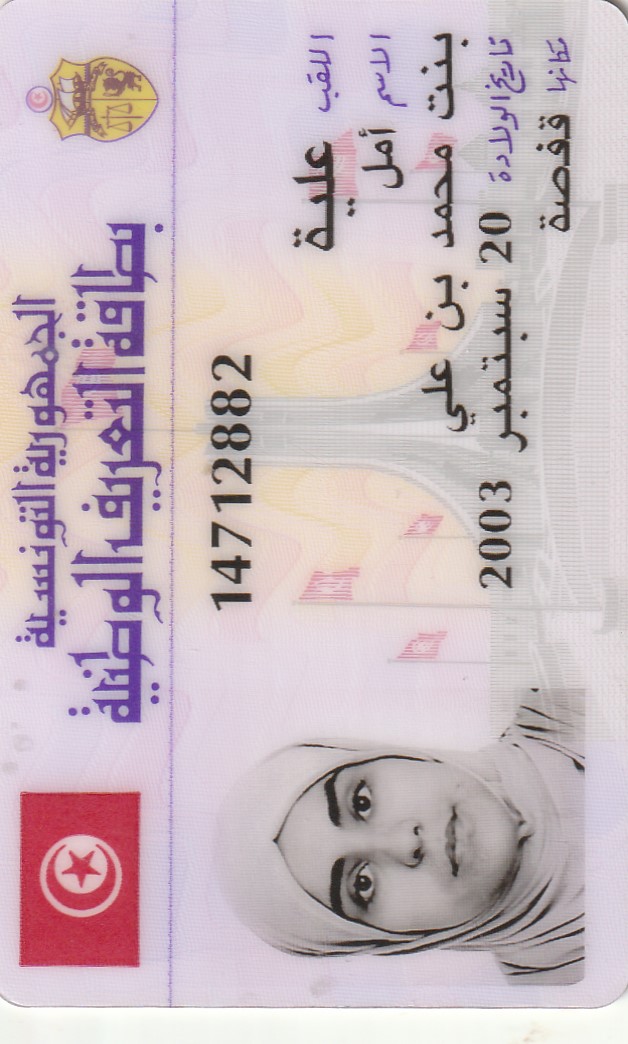 الجمهورية التونسية
بطاقة التعريف الوطنية
14712882
اللقب علية
الاسم أمل
بنت محمد بن علي
تاريخ الولادة 20 سبتمبر 2003
مكانها قفصة